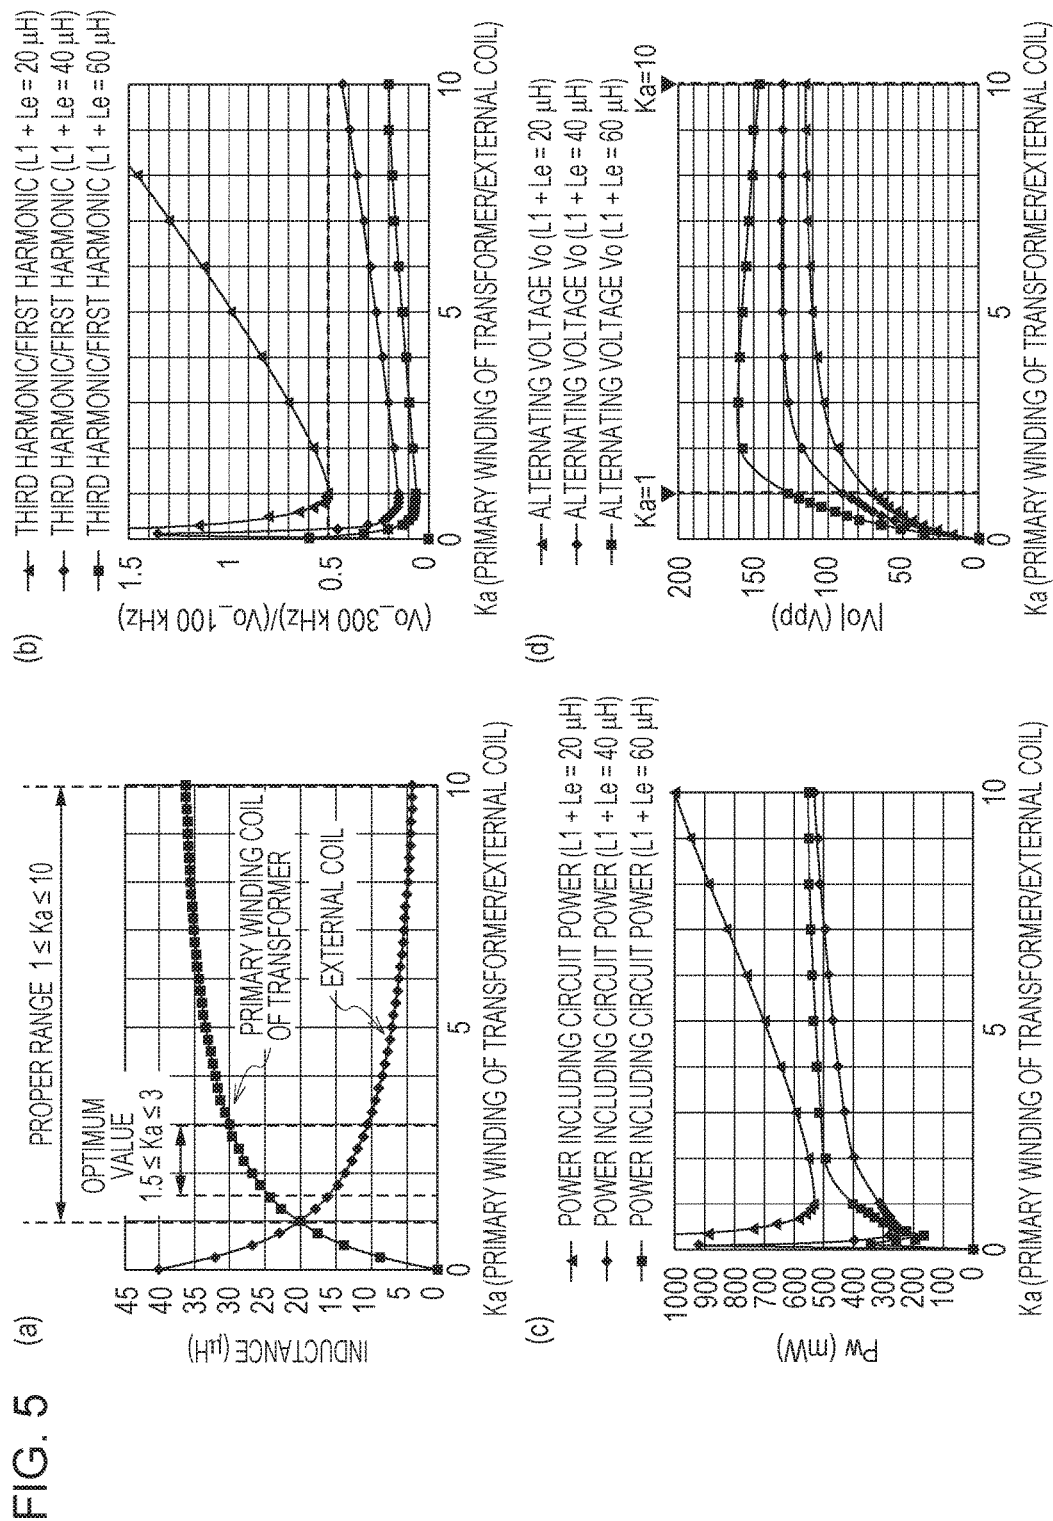 FIG. 5
(a)
PROPER RANGE 1 ≤ Ka ≤ 10
OPTIMUM
VALUE
1.5 ≤ Ka ≤ 3
INDUCTANCE (μH)
45
40
35
30
25
20
15
10
5
0
PRIMARY WINDING COIL
OF TRANSFORMER
EXTERNAL COIL
0
5
10
Ka (PRIMARY WINDING OF TRANSFORMER/EXTERNAL COIL)
(b)
THIRD HARMONIC/FIRST HARMONIC (L1 + Le = 20 μH)
THIRD HARMONIC/FIRST HARMONIC (L1 + Le = 40 μH)
THIRD HARMONIC/FIRST HARMONIC (L1 + Le = 60 μH)
(Vo_300 kHz)/(Vo_100 kHz)
1.5
1
0.5
0
0
5
10
Ka (PRIMARY WINDING OF TRANSFORMER/EXTERNAL COIL)
(c)
POWER INCLUDING CIRCUIT POWER (L1 + Le = 20 μH)
POWER INCLUDING CIRCUIT POWER (L1 + Le = 40 μH)
POWER INCLUDING CIRCUIT POWER (L1 + Le = 60 μH)
Pw (mW)
1000
900
800
700
600
500
400
300
200
100
0
0
5
10
Ka (PRIMARY WINDING OF TRANSFORMER/EXTERNAL COIL)
(d)
ALTERNATING VOLTAGE Vo (L1 + Le = 20 μH)
ALTERNATING VOLTAGE Vo (L1 + Le = 40 μH)
ALTERNATING VOLTAGE Vo (L1 + Le = 60 μH)
Ka=1
Ka=10
|Vo| (Vpp)
200
150
100
50
0
0
5
10
Ka (PRIMARY WINDING OF TRANSFORMER/EXTERNAL COIL)